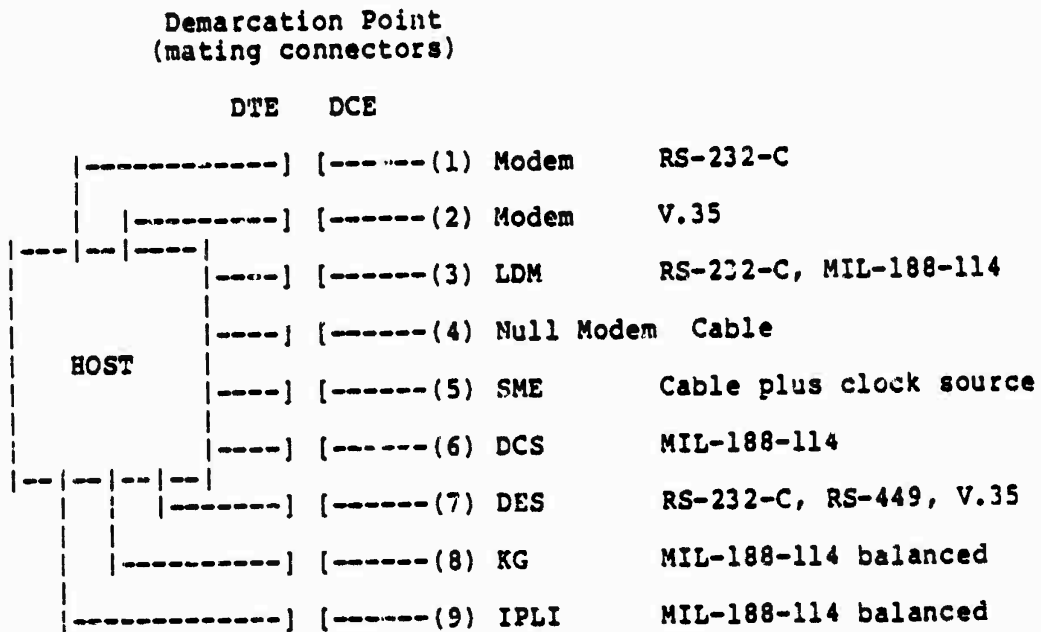 Demarcation Point
(mating connectors)
DTE DCE
(1) Modem RS-232-C
(2) Modem V.35
(3) LDM RS-232-C, MIL-188-114
(4) Null Modem Cable
HOST
(5) SME Cable plus clock source
(6) DCS MIL-188-114
(7) DES RS-232-C, RS-449, V.35
(8) KG MIL-188-114 balanced
(9) IPLI MIL-188-114 balanced